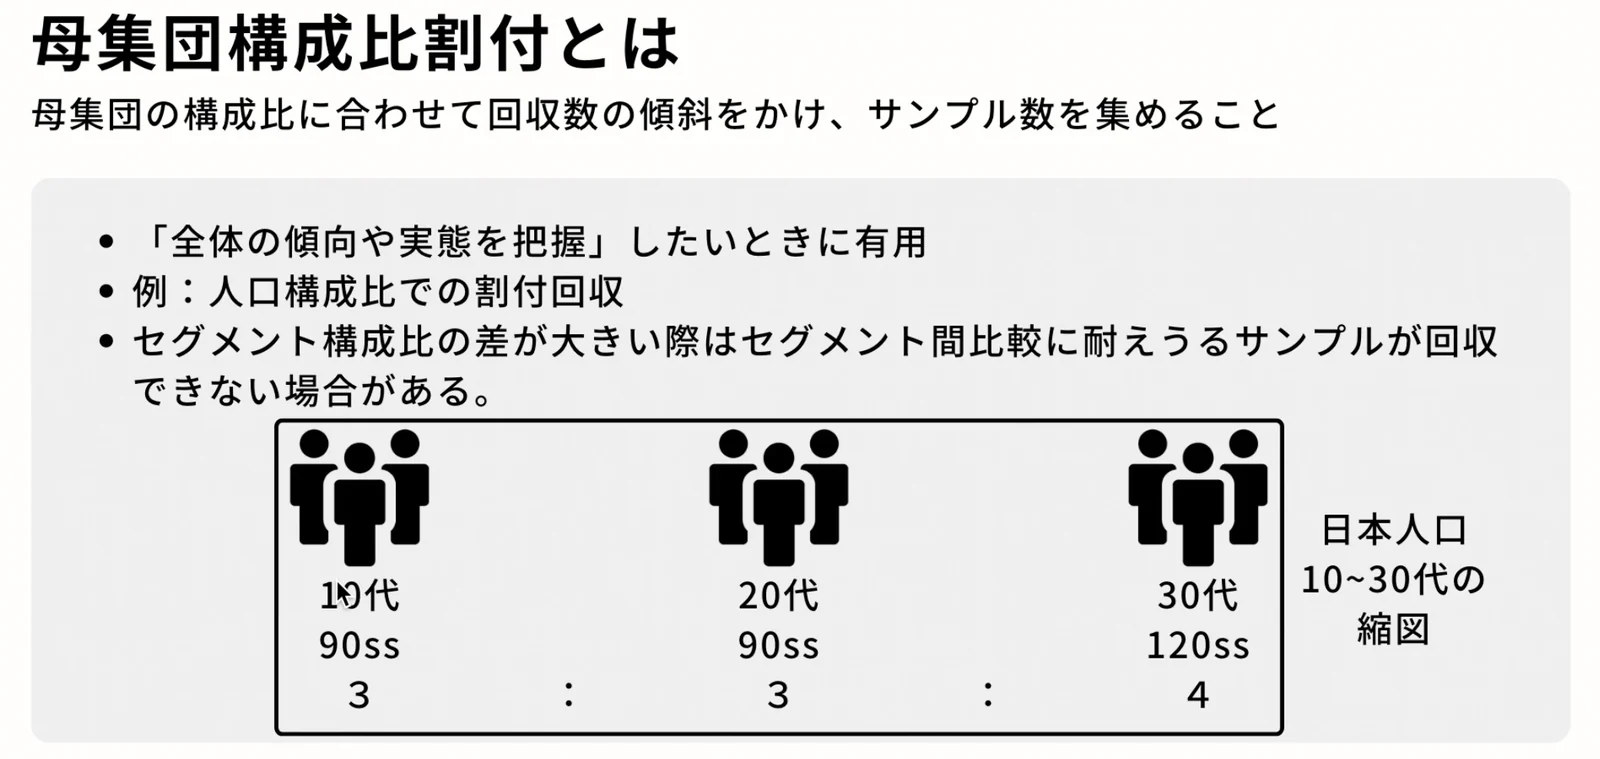 母集団構成比割付とは
母集団の構成比に合わせて回収数の傾斜をかけ、サンプル数を集めること
• 「全体の傾向や実態を把握」したいときに有用
• 例：人口構成比での割付回収
• セグメント構成比の差が大きい際はセグメント間比較に耐えうるサンプルが回収
できない場合がある。
10代 20代 30代
90ss 90ss 120ss
3 : 3 : 4
日本人口
10~30代の
縮図